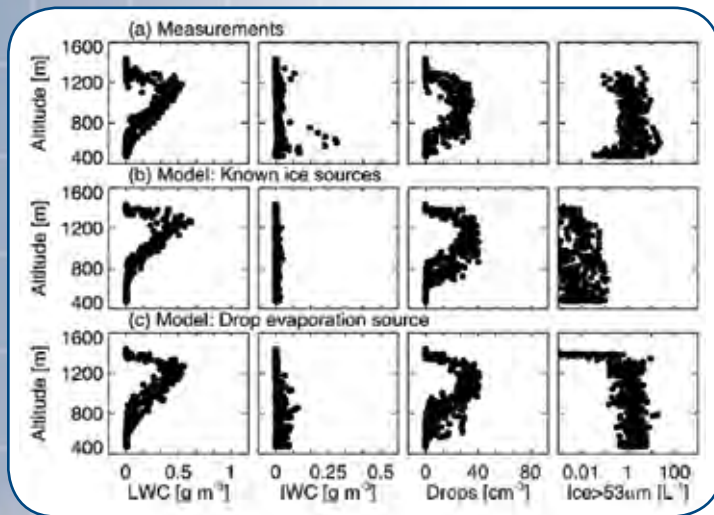 (a) Measurements
1600
1200
800
400
Altitude [m]
(b) Model: Known ice sources
1600
1200
800
400
Altitude [m]
(c) Model: Drop evaporation source
1600
1200
800
400
Altitude [m]
0 0.5 1
LWC [g m⁻³]
0 0.25 0.5
IWC [g m⁻³]
0 40 80
Drops [cm⁻³]
0.01 1 100
Ice>53um [L⁻¹]